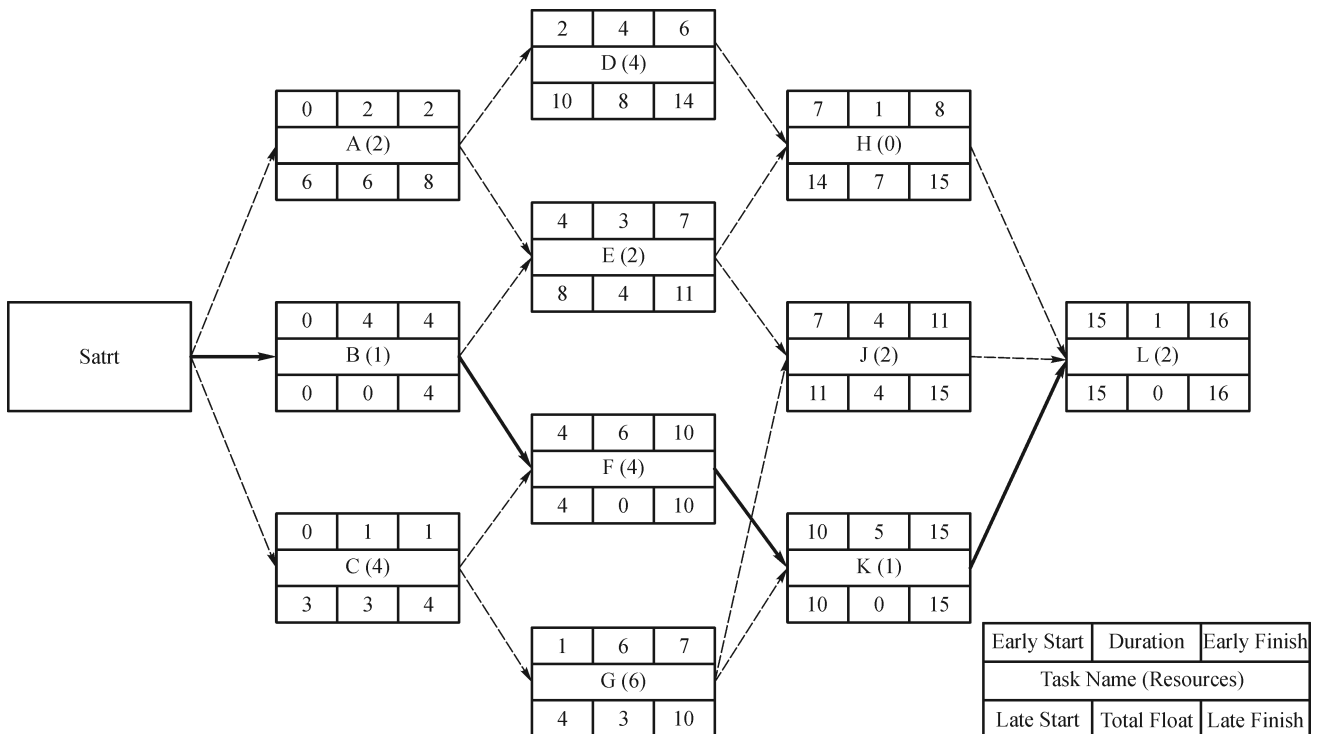 2 4 6
D (4)
10 8 14
0 2 2
A (2)
6 6 8
7 1 8
H (0)
14 7 15
4 3 7
E (2)
8 4 11
Satrt
0 4 4
B (1)
0 0 4
7 4 11
J (2)
11 4 15
15 1 16
L (2)
15 0 16
4 6 10
F (4)
4 0 10
0 1 1
C (4)
3 3 4
10 5 15
K (1)
10 0 15
1 6 7
G (6)
4 3 10
Early Start Duration Early Finish
Task Name (Resources)
Late Start Total Float Late Finish